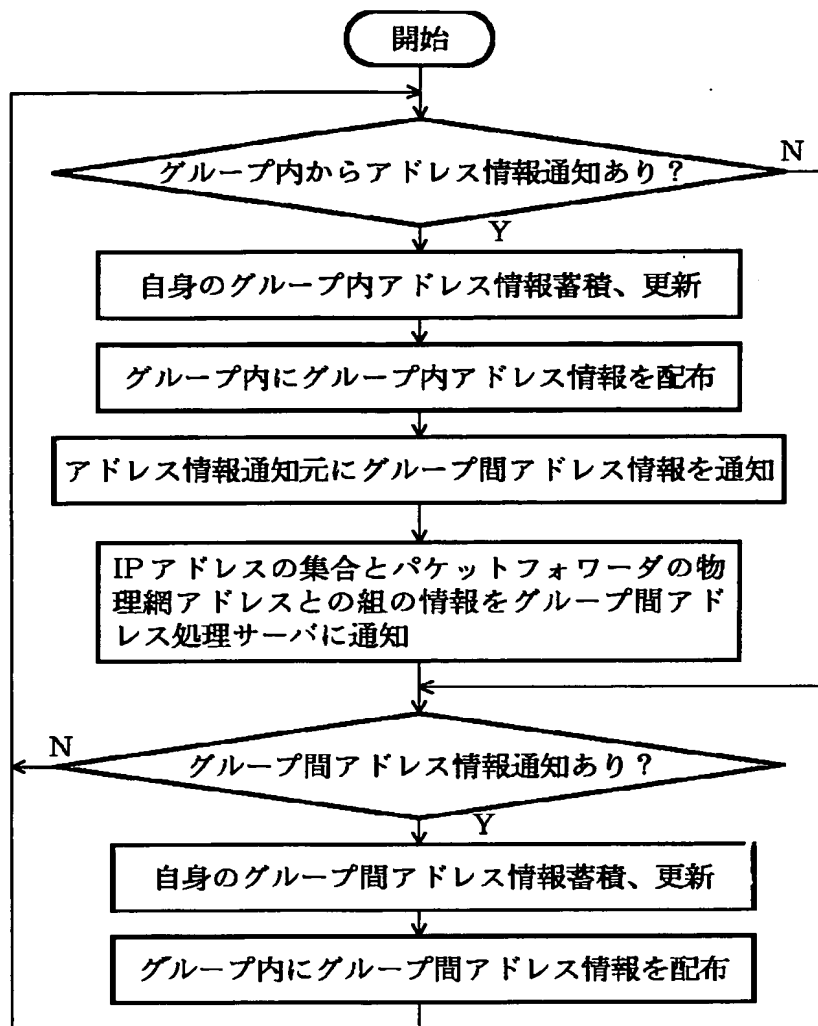 開始
グループ内からアドレス情報通知あり？
N
Y
自身のグループ内アドレス情報蓄積、更新
グループ内にグループ内アドレス情報を配布
アドレス情報通知元にグループ間アドレス情報を通知
IPアドレスの集合とパケットフォワーダの物
理網アドレスとの組の情報をグループ間アド
レス処理サーバに通知
N
グループ間アドレス情報通知あり？
Y
自身のグループ間アドレス情報蓄積、更新
グループ内にグループ間アドレス情報を配布